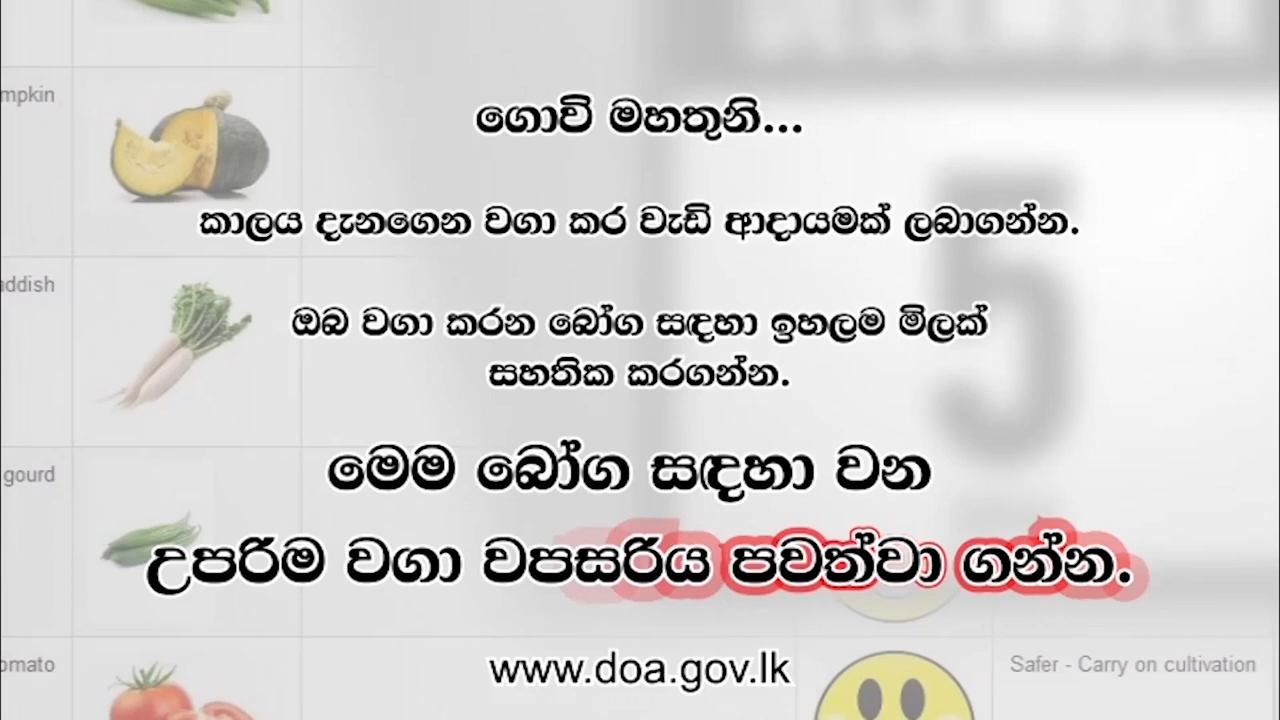 ගොවි මහතුනි...
කාලය දැනගෙන වගා කර වැඩි ආදායමක් ලබාගන්න.
ඔබ වගා කරන බෝග සඳහා ඉහලම මිලක්
සහතික කරගන්න.
මෙම බෝග සඳහා වන
උපරිම වගා වපසරිය පවත්වා ගන්න.
www.doa.gov.lk
mpkin
addish
gourd
omato
Safer - Carry on cultivation